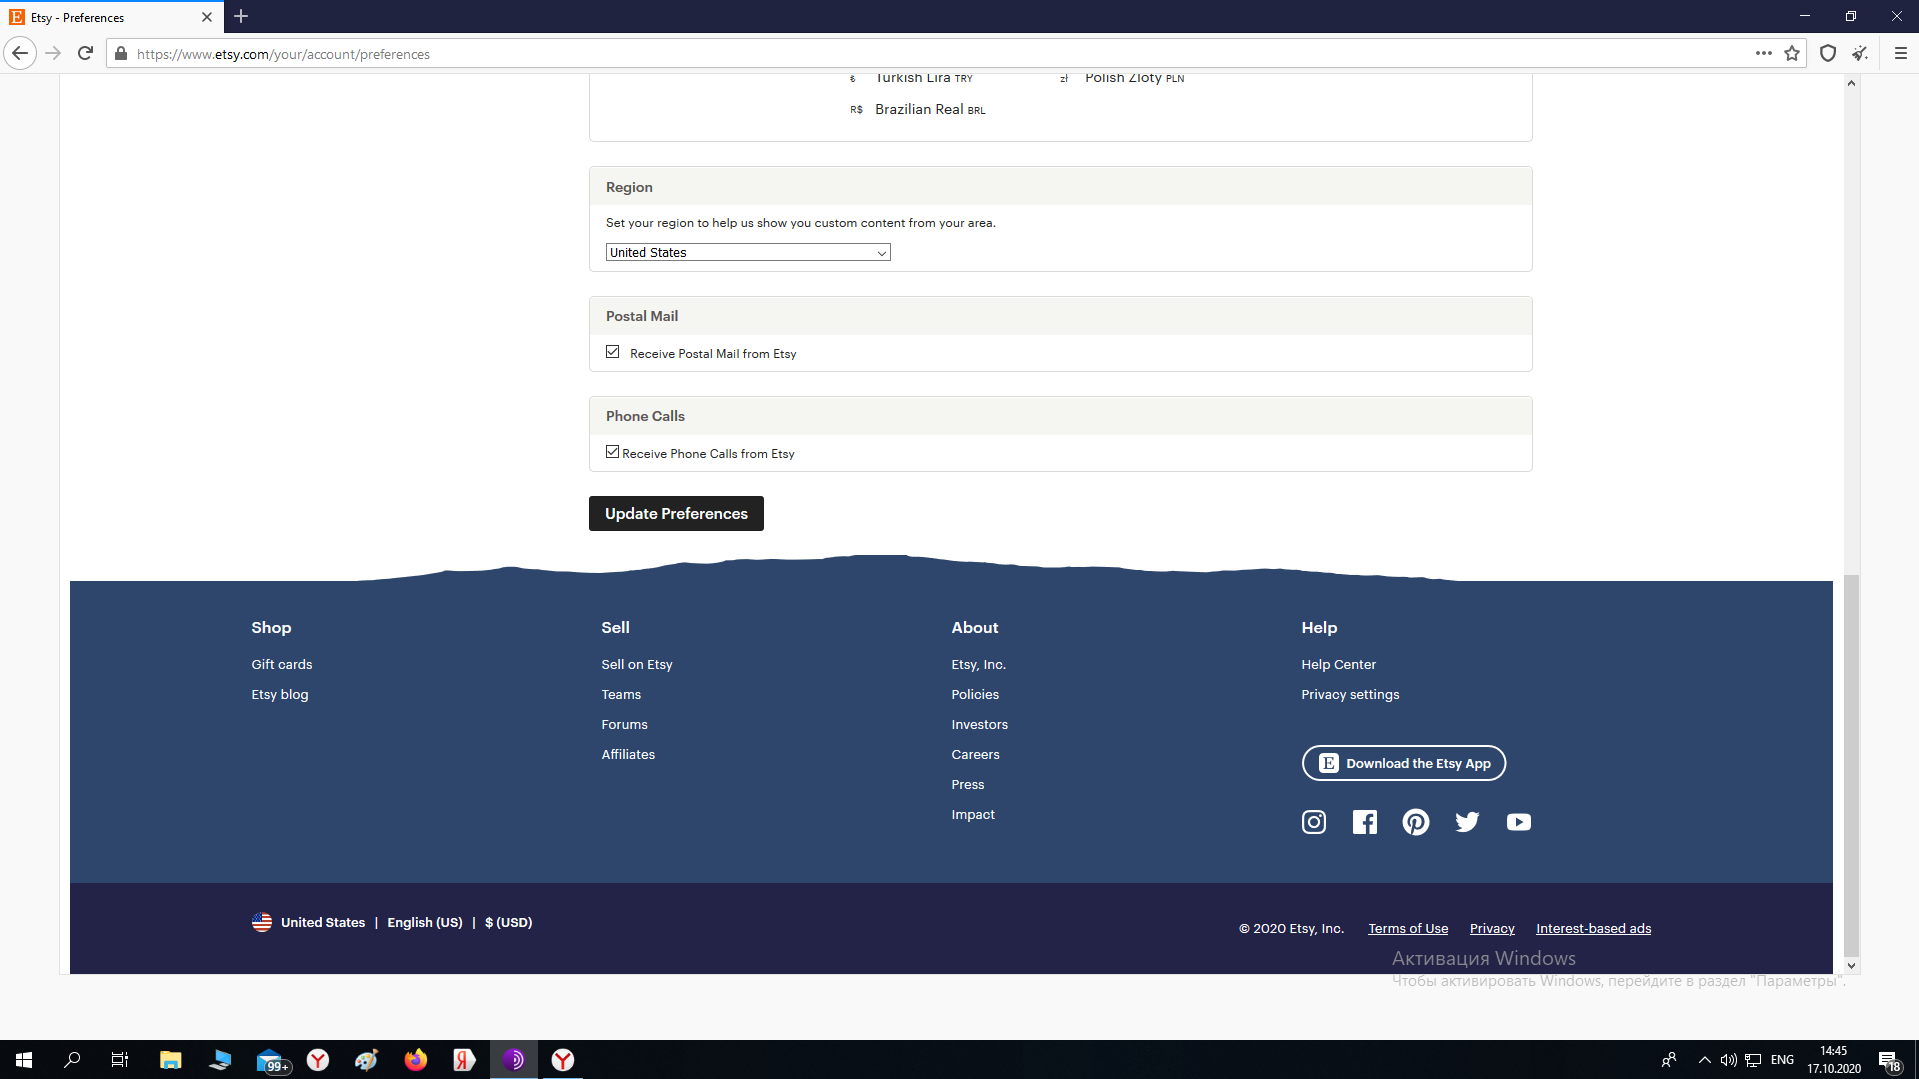 Etsy - Preferences
https://www.etsy.com/your/account/preferences
₺ Turkish Lira TRY
zł Polish Zloty PLN
R$ Brazilian Real BRL
Region
Set your region to help us show you custom content from your area.
United States
Postal Mail
Receive Postal Mail from Etsy
Phone Calls
Receive Phone Calls from Etsy
Update Preferences
Shop
Gift cards
Etsy blog
Sell
Sell on Etsy
Teams
Forums
Affiliates
About
Etsy, Inc.
Policies
Investors
Careers
Press
Impact
Help
Help Center
Privacy settings
E Download the Etsy App
United States | English (US) | $ (USD)
© 2020 Etsy, Inc. Terms of Use Privacy Interest-based ads
Активация Windows
Чтобы активировать Windows, перейдите в раздел "Параметры".
99+
ENG
14:45
17.10.2020
18